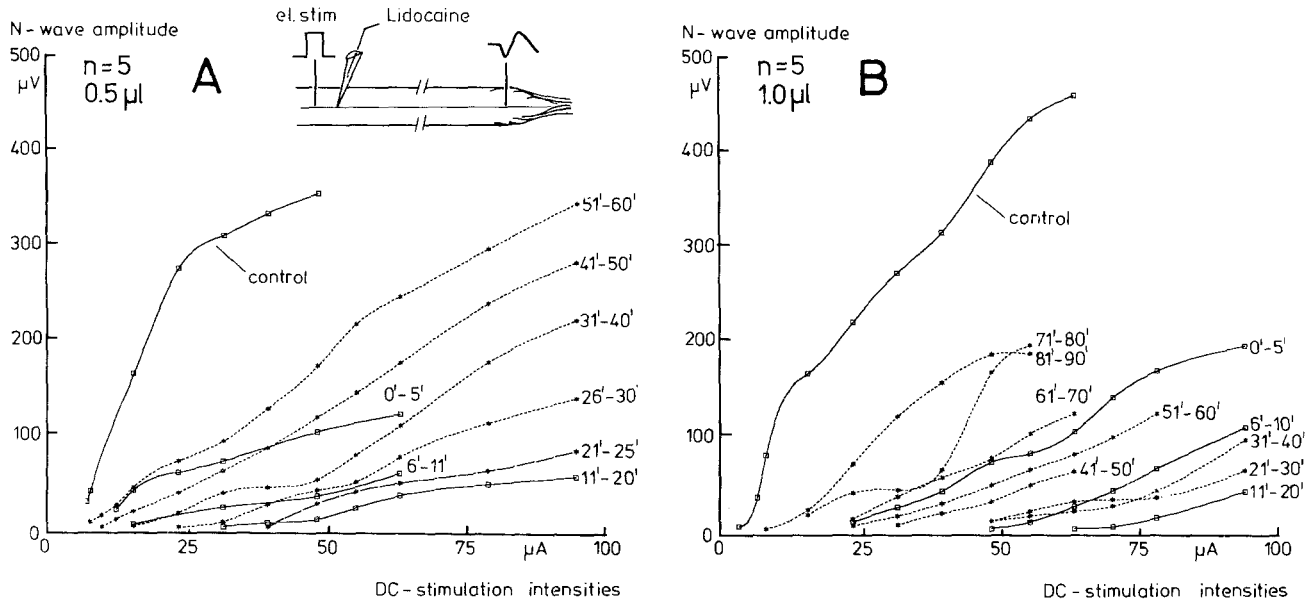 N-wave amplitude
500
µV
n=5
0.5 µl
A
el. stim
Lidocaine
400
300
200
100
0
control
51'-60'
41'-50'
31'-40'
0'-5'
26'-30'
6'-11'
21'-25'
11'-20'
0
25
50
75
µA
100
DC-stimulation intensities
N-wave amplitude
500
µV
n=5
1.0 µl
B
400
300
200
100
0
control
71'-80'
81'-90'
0'-5'
61'-70'
51'-60'
6'-10'
31'-40'
41'-50'
21'-30'
11'-20'
0
25
50
75
µA
100
DC-stimulation intensities